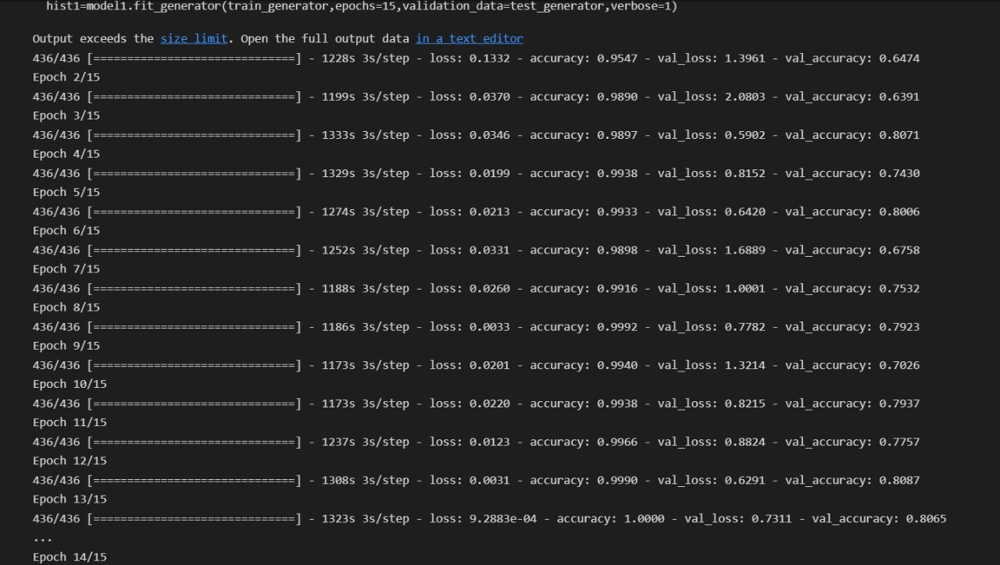 hist1=model1.fit_generator(train_generator,epochs=15,validation_data=test_generator,verbose=1)
Output exceeds the size limit. Open the full output data in a text editor
436/436 [==============================] - 1228s 3s/step - loss: 0.1332 - accuracy: 0.9547 - val_loss: 1.3961 - val_accuracy: 0.6474
Epoch 2/15
436/436 [==============================] - 1199s 3s/step - loss: 0.0370 - accuracy: 0.9890 - val_loss: 2.0803 - val_accuracy: 0.6391
Epoch 3/15
436/436 [==============================] - 1333s 3s/step - loss: 0.0346 - accuracy: 0.9897 - val_loss: 0.5902 - val_accuracy: 0.8071
Epoch 4/15
436/436 [==============================] - 1329s 3s/step - loss: 0.0199 - accuracy: 0.9938 - val_loss: 0.8152 - val_accuracy: 0.7430
Epoch 5/15
436/436 [==============================] - 1274s 3s/step - loss: 0.0213 - accuracy: 0.9933 - val_loss: 0.6420 - val_accuracy: 0.8006
Epoch 6/15
436/436 [==============================] - 1252s 3s/step - loss: 0.0331 - accuracy: 0.9898 - val_loss: 1.6889 - val_accuracy: 0.6758
Epoch 7/15
436/436 [==============================] - 1188s 3s/step - loss: 0.0260 - accuracy: 0.9916 - val_loss: 1.0001 - val_accuracy: 0.7532
Epoch 8/15
436/436 [==============================] - 1186s 3s/step - loss: 0.0033 - accuracy: 0.9992 - val_loss: 0.7782 - val_accuracy: 0.7923
Epoch 9/15
436/436 [==============================] - 1173s 3s/step - loss: 0.0201 - accuracy: 0.9940 - val_loss: 1.3214 - val_accuracy: 0.7026
Epoch 10/15
436/436 [==============================] - 1173s 3s/step - loss: 0.0220 - accuracy: 0.9938 - val_loss: 0.8215 - val_accuracy: 0.7937
Epoch 11/15
436/436 [==============================] - 1237s 3s/step - loss: 0.0123 - accuracy: 0.9966 - val_loss: 0.8824 - val_accuracy: 0.7757
Epoch 12/15
436/436 [==============================] - 1308s 3s/step - loss: 0.0031 - accuracy: 0.9990 - val_loss: 0.6291 - val_accuracy: 0.8087
Epoch 13/15
436/436 [==============================] - 1323s 3s/step - loss: 9.2883e-04 - accuracy: 1.0000 - val_loss: 0.7311 - val_accuracy: 0.8065
...
Epoch 14/15